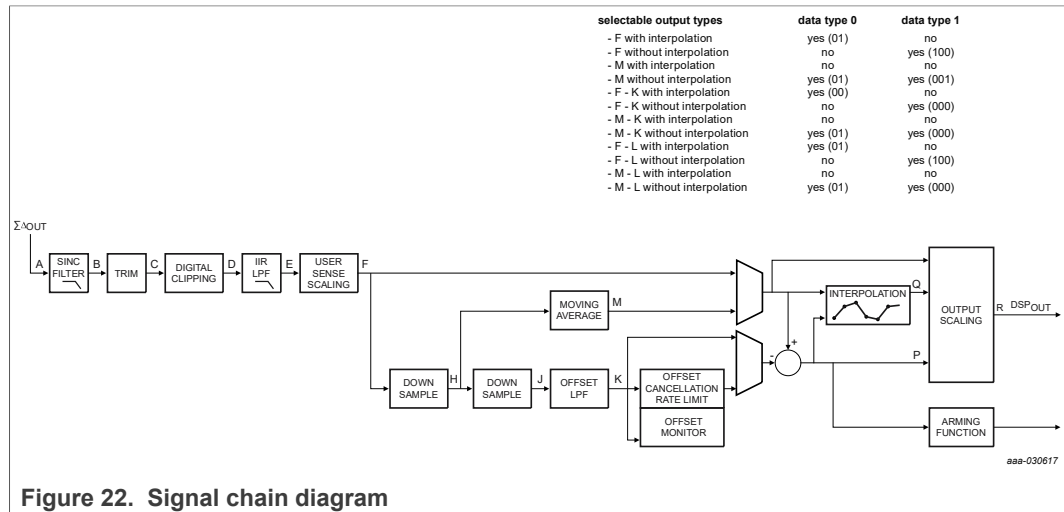 selectable output types data type 0 data type 1
- F with interpolation yes (01) no
- F without interpolation no yes (100)
- M with interpolation no no
- M without interpolation yes (01) yes (001)
- F - K with interpolation yes (00) no
- F - K without interpolation no yes (000)
- M - K with interpolation no no
- M - K without interpolation yes (01) yes (000)
- F - L with interpolation yes (01) no
- F - L without interpolation no yes (100)
- M - L with interpolation no no
- M - L without interpolation yes (01) yes (000)
ΣΔOUT
A
SINC
FILTER
B
TRIM
C
DIGITAL
CLIPPING
D
IIR
LPF
E
USER
SENSE
SCALING
F
MOVING
AVERAGE
M
INTERPOLATION
Q
OUTPUT
SCALING
R DSPOUT
+
-
P
DOWN
SAMPLE
H
DOWN
SAMPLE
J
OFFSET
LPF
K
OFFSET
CANCELLATION
RATE LIMIT
OFFSET
MONITOR
ARMING
FUNCTION
aaa-030617
Figure 22. Signal chain diagram